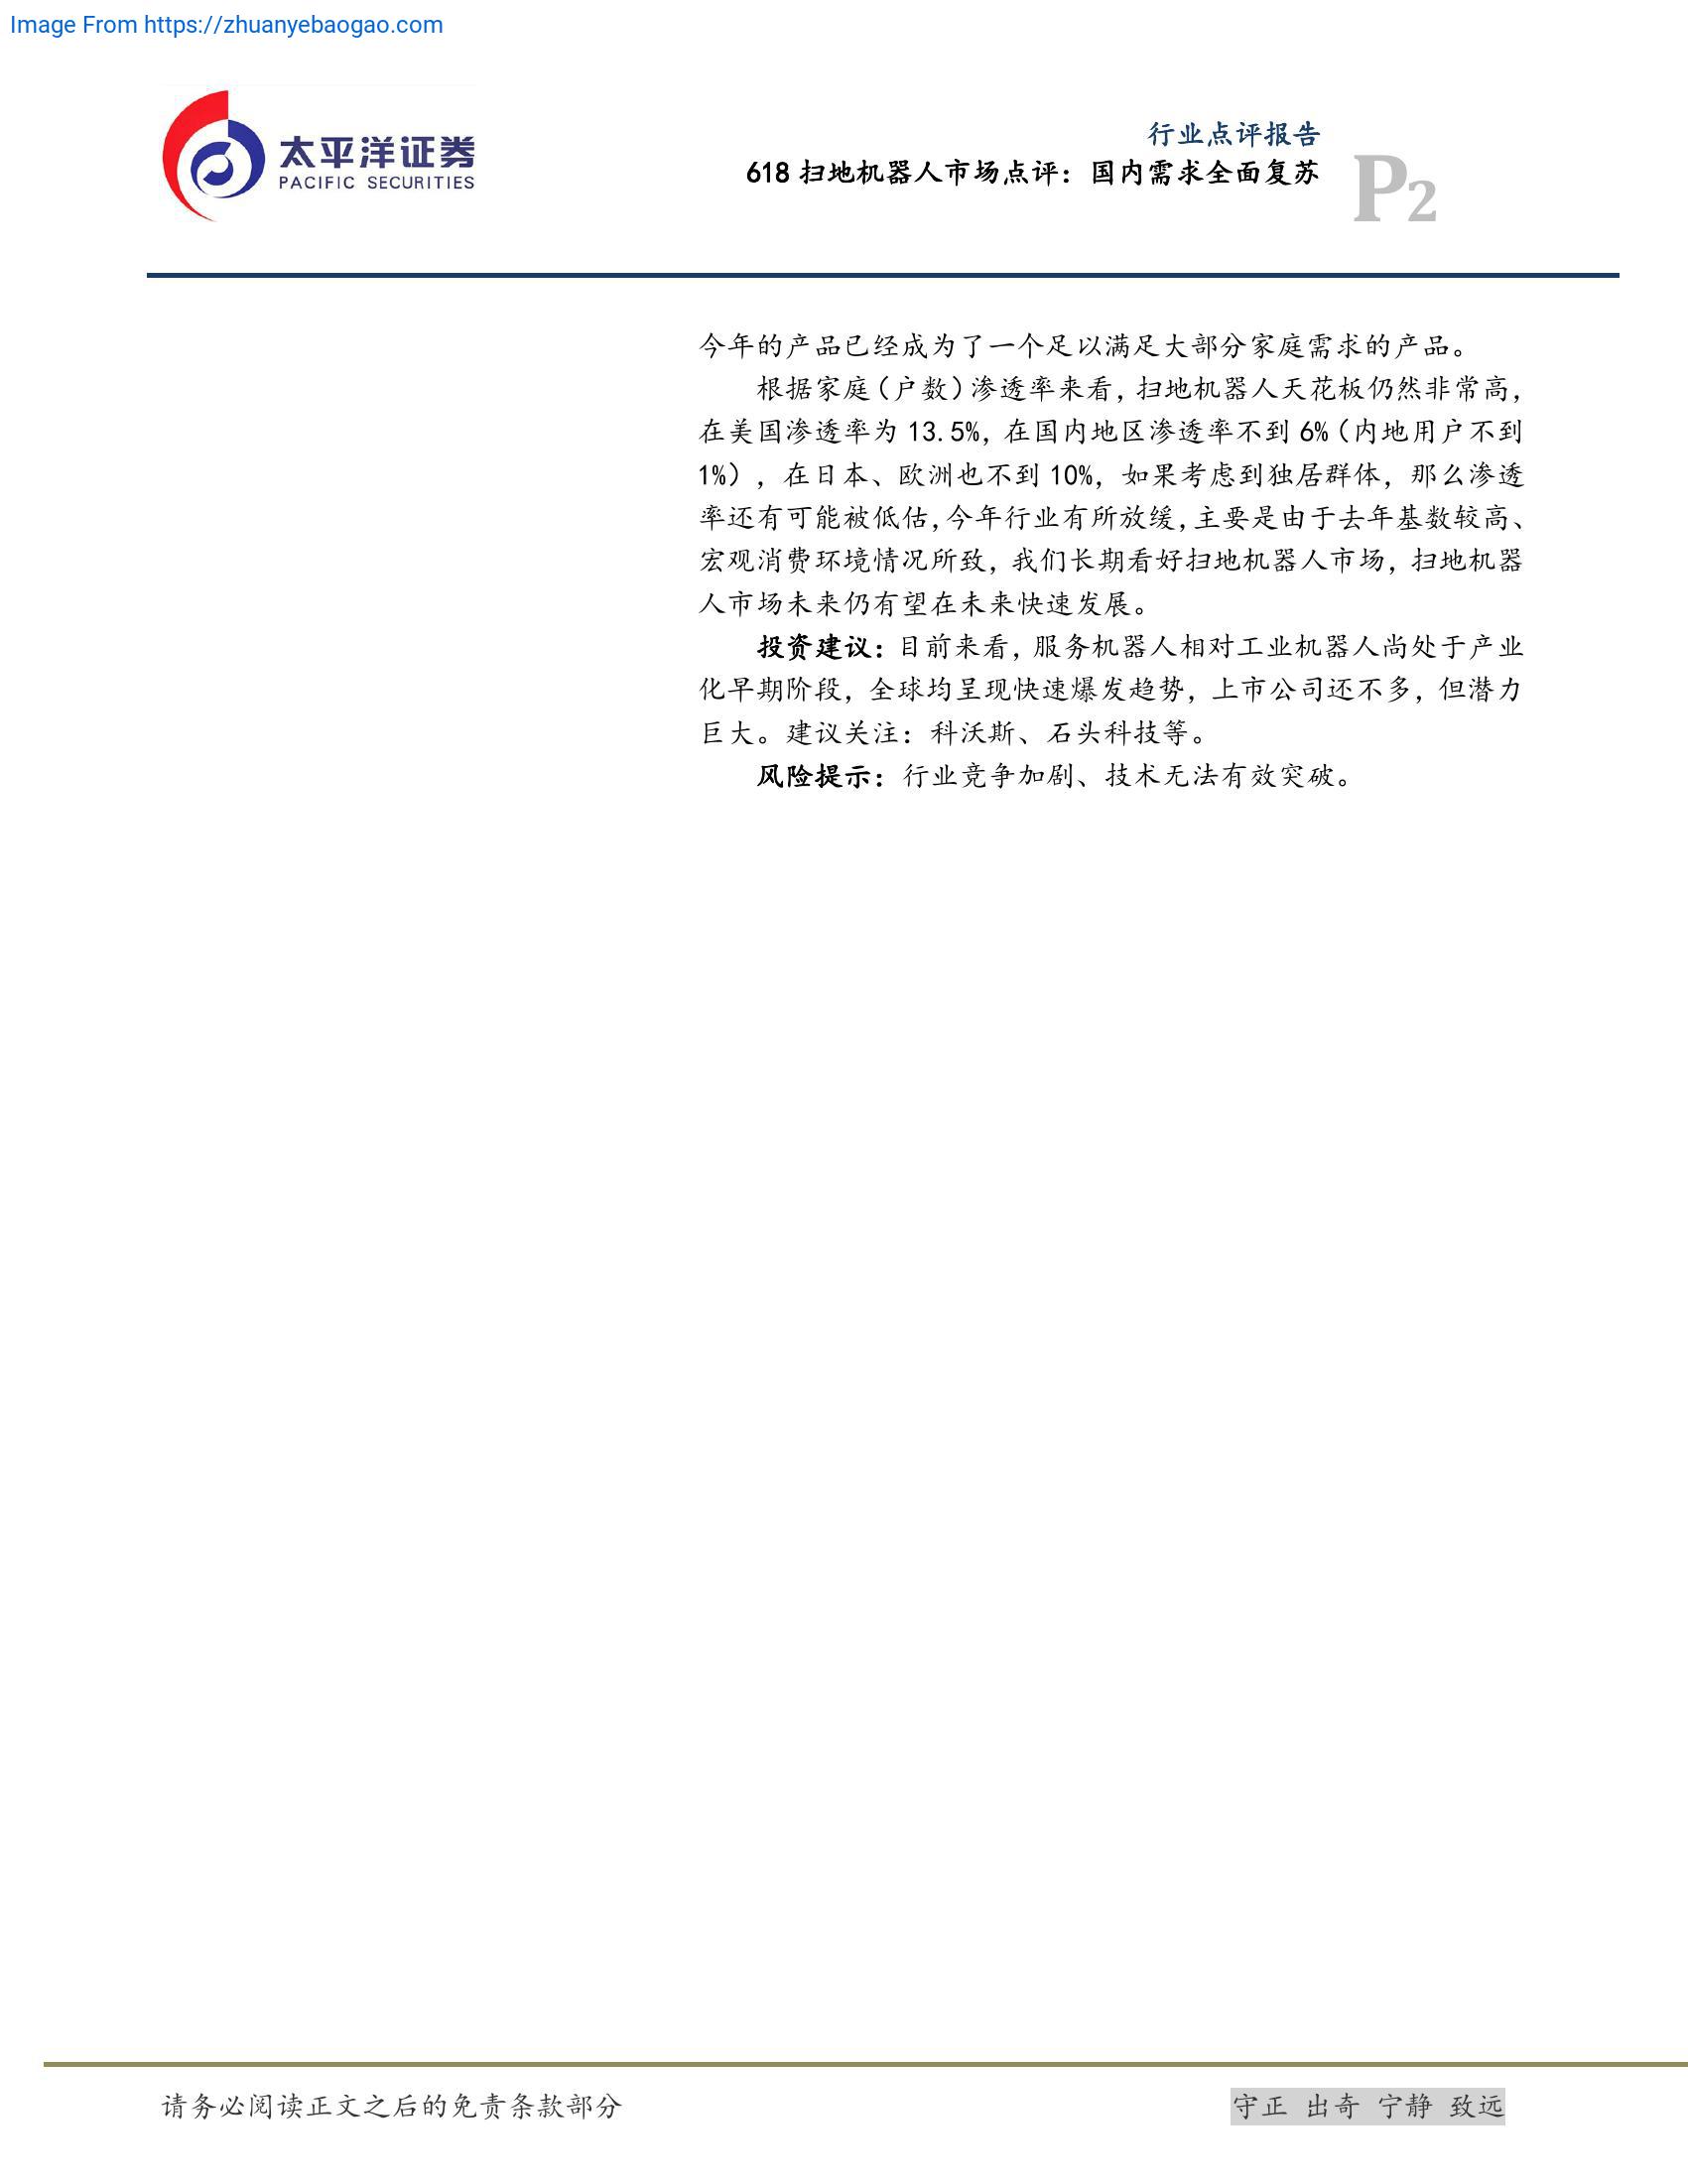 Image From https://zhuanyebaogao.com
太平洋证券
PACIFIC SECURITIES
行业点评报告
618 扫地机器人市场点评：国内需求全面复苏
P2
今年的产品已经成为了一个足以满足大部分家庭需求的产品。
根据家庭（户数）渗透率来看，扫地机器人天花板仍然非常高，
在美国渗透率为 13.5%，在国内地区渗透率不到 6%（内地用户不到
1%），在日本、欧洲也不到 10%，如果考虑到独居群体，那么渗透
率还有可能被低估，今年行业有所放缓，主要是由于去年基数较高、
宏观消费环境情况所致，我们长期看好扫地机器人市场，扫地机器
人市场未来仍有望在未来快速发展。
投资建议：目前来看，服务机器人相对工业机器人尚处于产业
化早期阶段，全球均呈现快速爆发趋势，上市公司还不多，但潜力
巨大。建议关注：科沃斯、石头科技等。
风险提示：行业竞争加剧、技术无法有效突破。
请务必阅读正文之后的免责条款部分
守正 出奇 宁静 致远